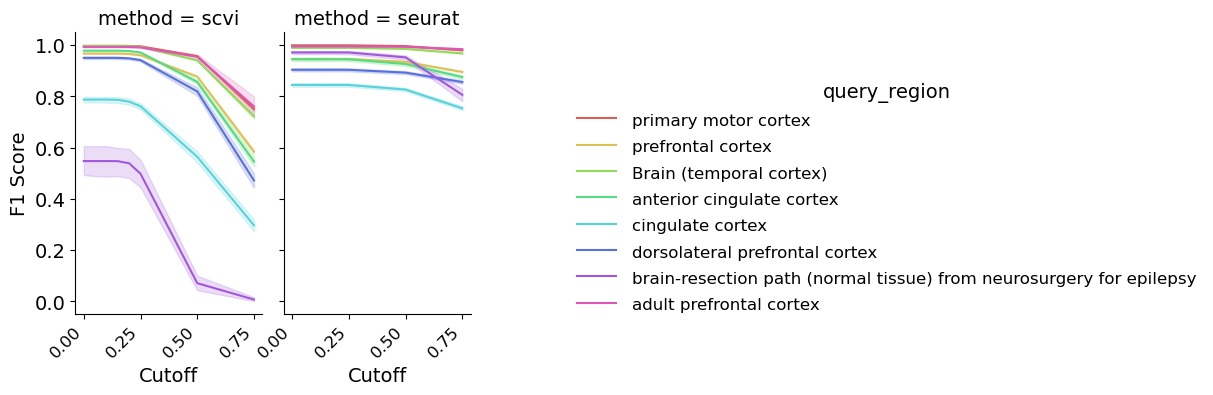 method = scvi
method = seurat
F1 Score
1.0
0.8
0.6
0.4
0.2
0.0
0.00
0.25
0.50
0.75
0.00
0.25
0.50
0.75
Cutoff
Cutoff
query_region
primary motor cortex
prefrontal cortex
Brain (temporal cortex)
anterior cingulate cortex
cingulate cortex
dorsolateral prefrontal cortex
brain-resection path (normal tissue) from neurosurgery for epilepsy
adult prefrontal cortex